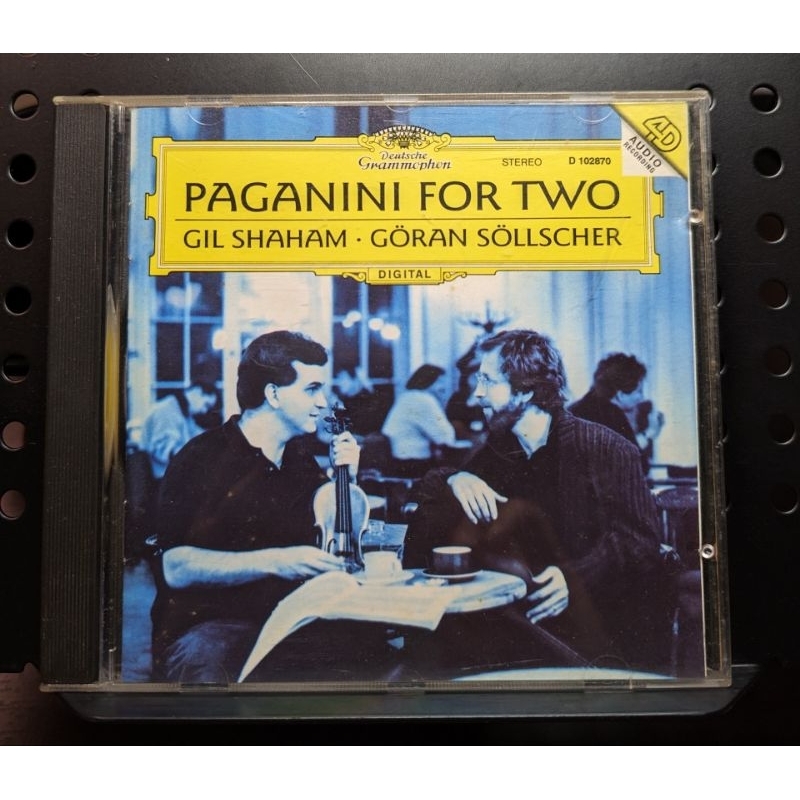 Deutsche
Grammophon
STEREO D 102870
4D
AUDIO
RECORDING
PAGANINI FOR TWO
GIL SHAHAM · GÖRAN SÖLLSCHER
DIGITAL